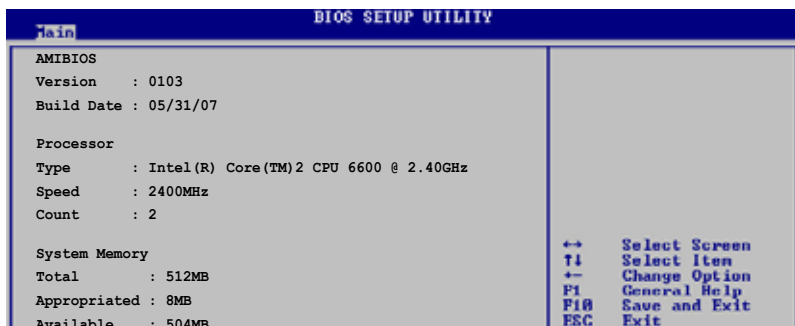 BIOS SETUP UTILITY
Main
AMIBIOS
Version : 0103
Build Date : 05/31/07
Processor
Type : Intel(R) Core(TM)2 CPU 6600 @ 2.40GHz
Speed : 2400MHz
Count : 2
System Memory
Total : 512MB
Appropriated : 8MB
Available : 504MB
↔ Select Screen
↑↓ Select Item
+- Change Option
F1 General Help
F10 Save and Exit
ESC Exit